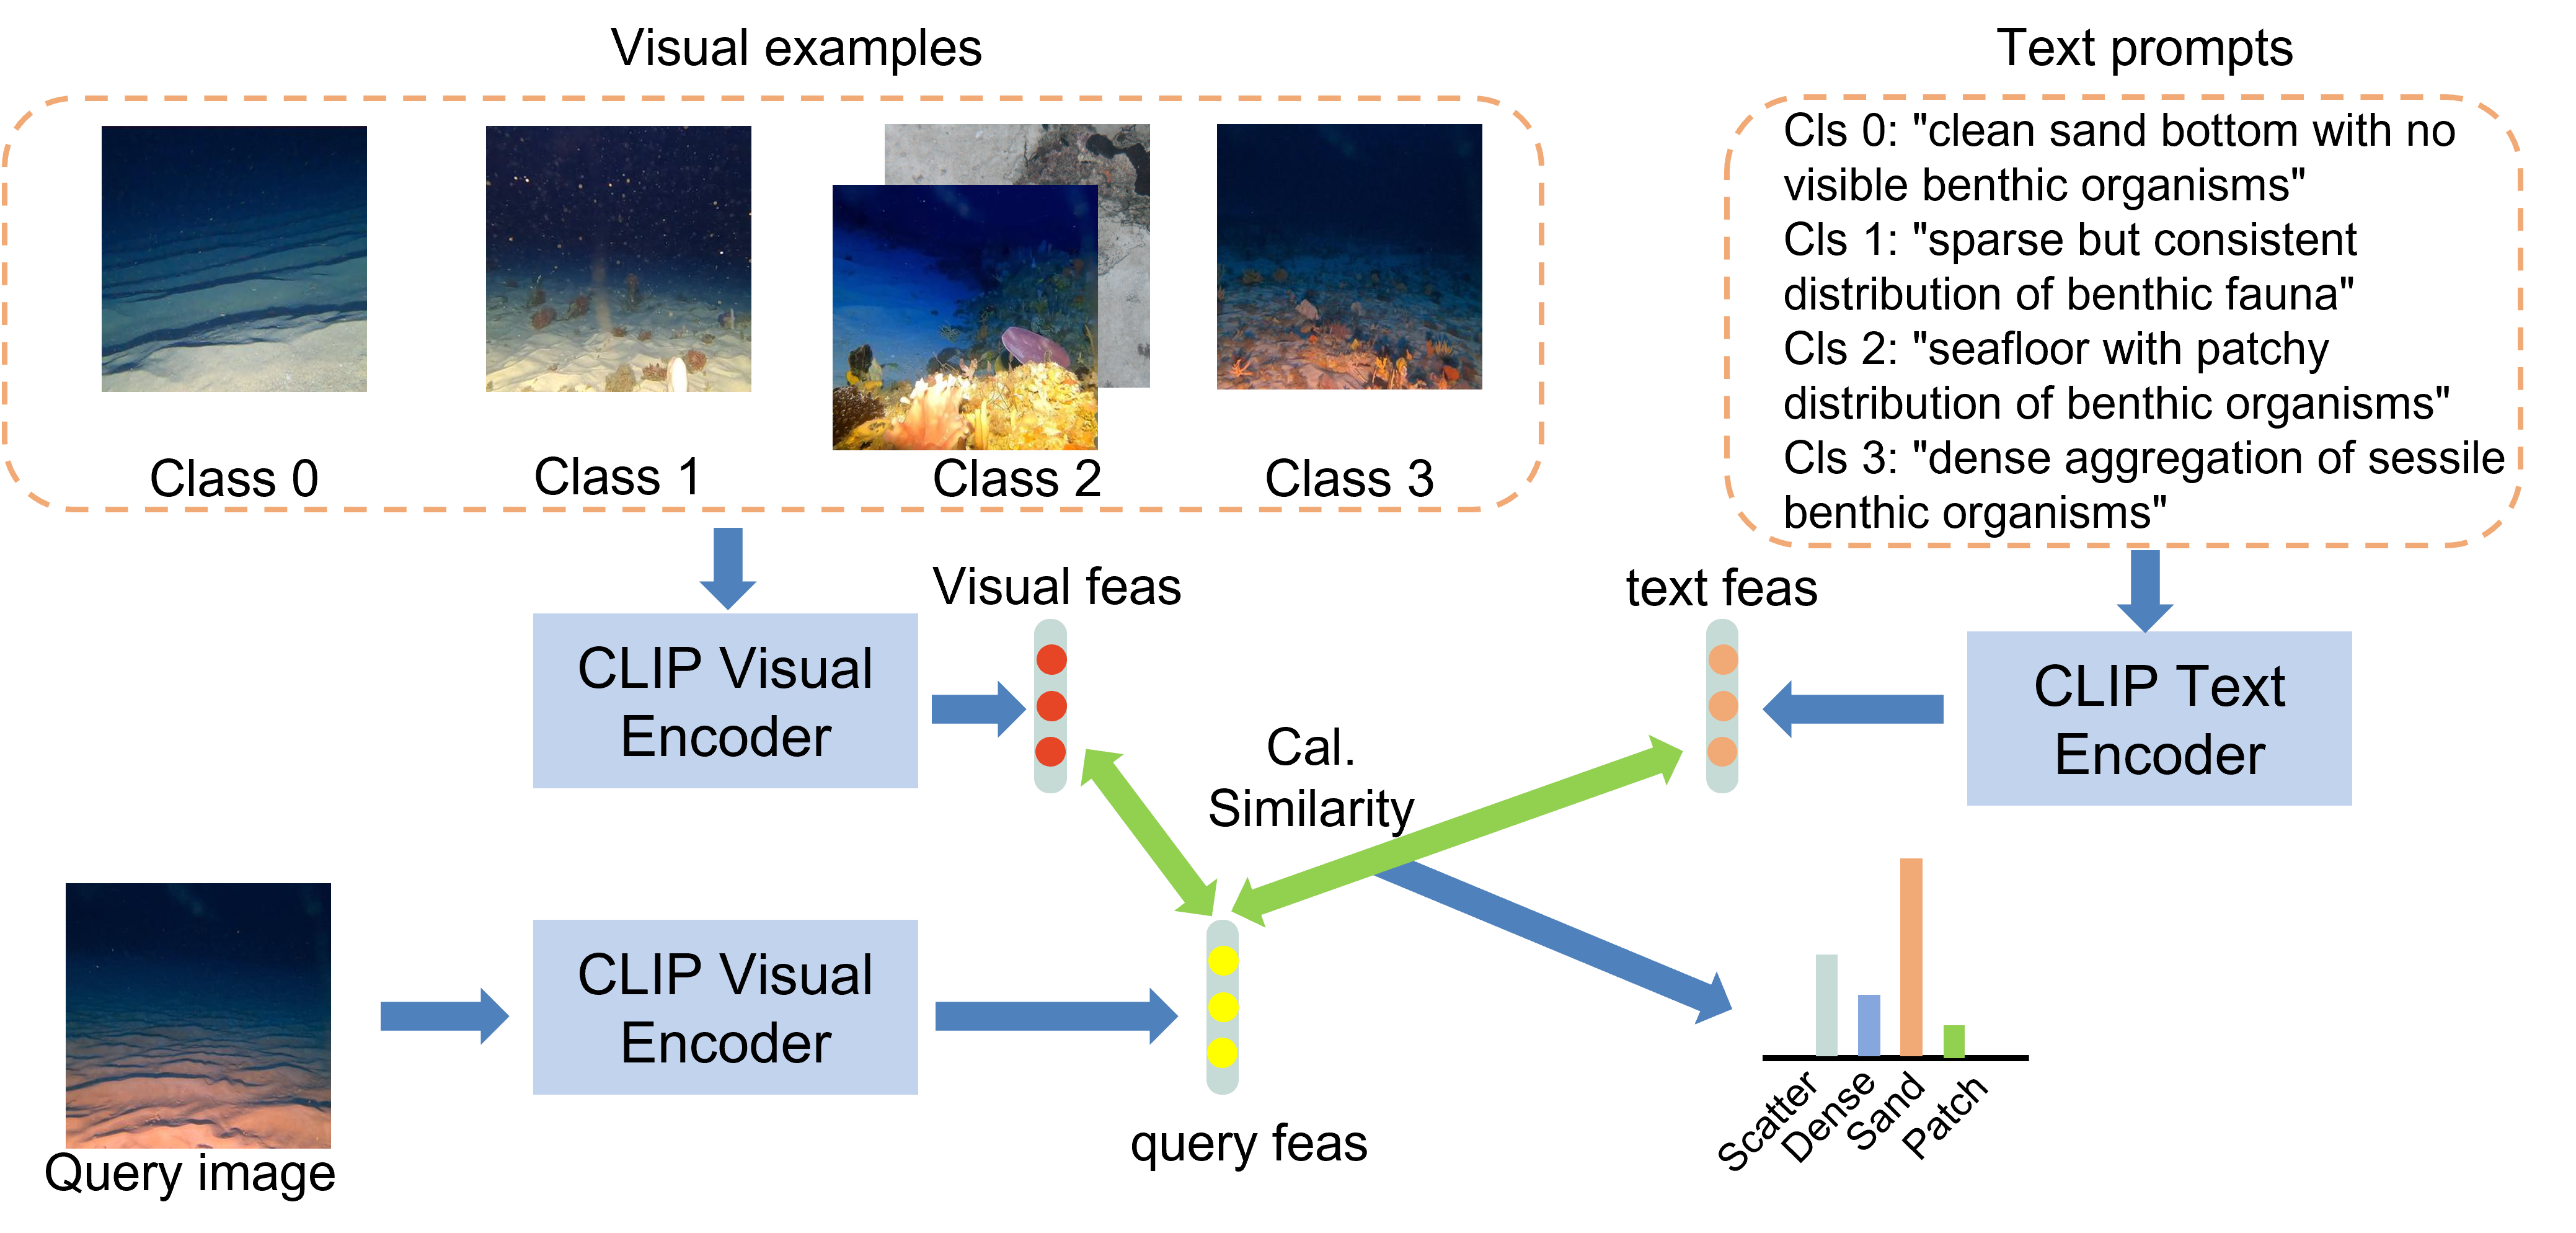 Visual examples
Text prompts
Class 0
Class 1
Class 2
Class 3
Cls 0: "clean sand bottom with no
visible benthic organisms"
Cls 1: "sparse but consistent
distribution of benthic fauna"
Cls 2: "seafloor with patchy
distribution of benthic organisms"
Cls 3: "dense aggregation of sessile
benthic organisms"
Visual feas
text feas
CLIP Visual
Encoder
CLIP Text
Encoder
Cal.
Similarity
CLIP Visual
Encoder
Query image
query feas
Scatter
Dense
Sand
Patch